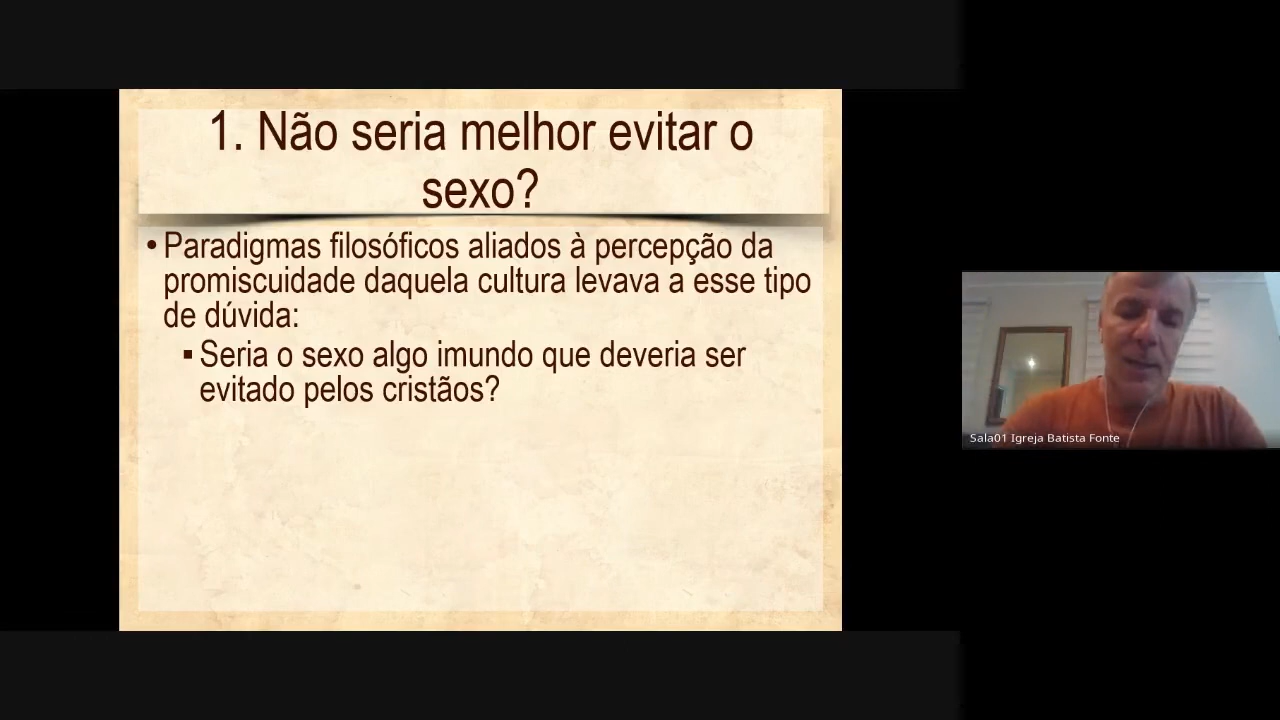 1. Não seria melhor evitar o
sexo?
• Paradigmas filosóficos aliados à percepção da
promiscuidade daquela cultura levava a esse tipo
de dúvida:
▪ Seria o sexo algo imundo que deveria ser
evitado pelos cristãos?
Sala01 Igreja Batista Fonte